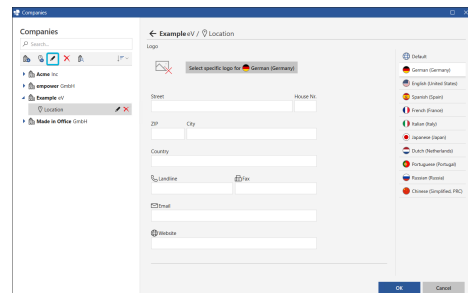 Companies
Companies
Search...
Acme inc
empower GmbH
Example eV
Location
Made in Office GmbH
Example eV / Location
Logo
Select specific logo for German (Germany)
Street
House Nr.
ZIP
City
Country
Landline
Fax
Email
Website
Default
German (Germany)
English (United States)
Spanish (Spain)
French (France)
Italian (Italy)
Japanese (Japan)
Dutch (Netherlands)
Portuguese (Portugal)
Russian (Russia)
Chinese (Simplified, PRC)
OK
Cancel